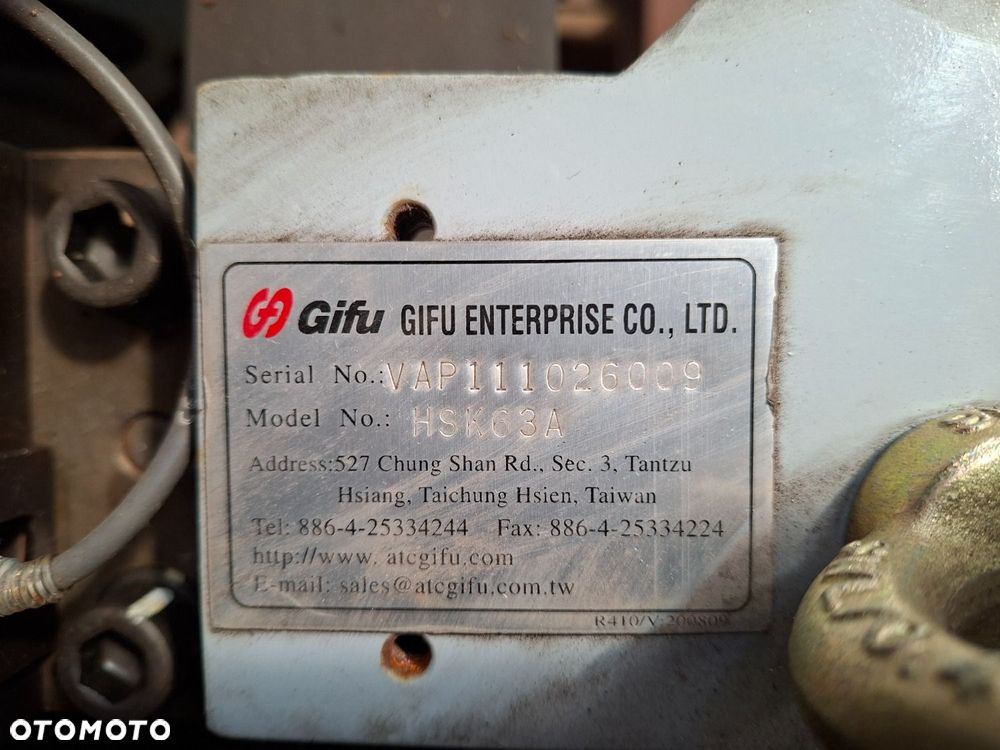 Gifu GIFU ENTERPRISE CO., LTD.
Serial No.: VAP111026009
Model No.: HSK63A
Address:527 Chung Shan Rd., Sec. 3, Tantzu
Hsiang, Taichung Hsien, Taiwan
Tel: 886-4-25334244 Fax: 886-4-25334224
http://www. atcgifu.com
E-mail: sales@atcgifu.com.tw
R410/V:200809
OTOMOTO